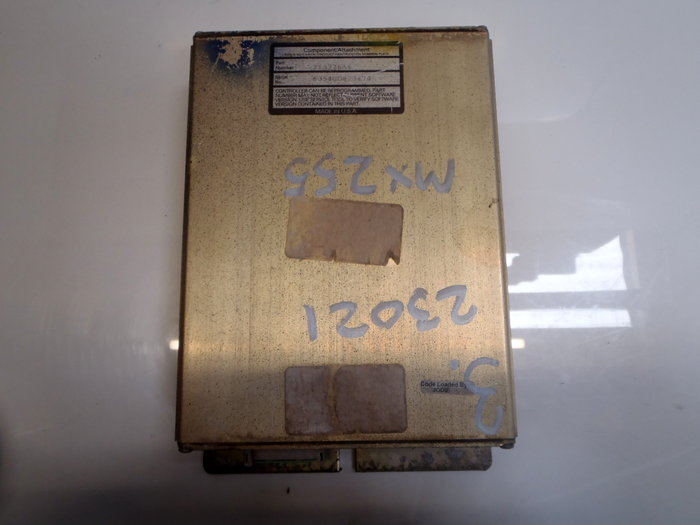 Component/Attachment
Part
Number
Serial
No.
CONTROLLER CAN BE REPROGRAMMED. PART
NUMBER MAY NOT REFLECT CURRENT SOFTWARE
VERSION. USE SERVICE TOOL TO VERIFY SOFTWARE
VERSION CONTAINED IN THIS PART.
MADE IN U.S.A.
MX255
23021
3.
Code Loaded By